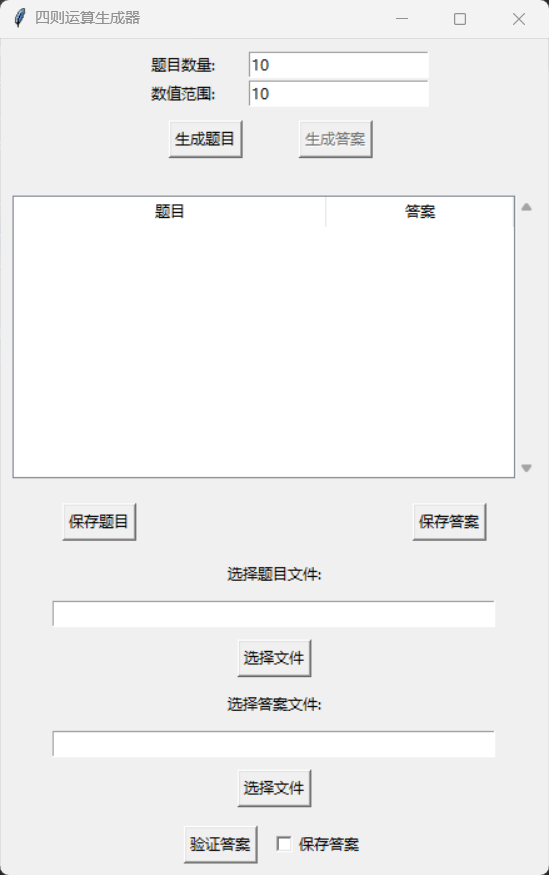 四则运算生成器
题目数量: 10
数值范围: 10
生成题目 生成答案
题目 答案
保存题目 保存答案
选择题目文件:
选择文件
选择答案文件:
选择文件
验证答案 保存答案